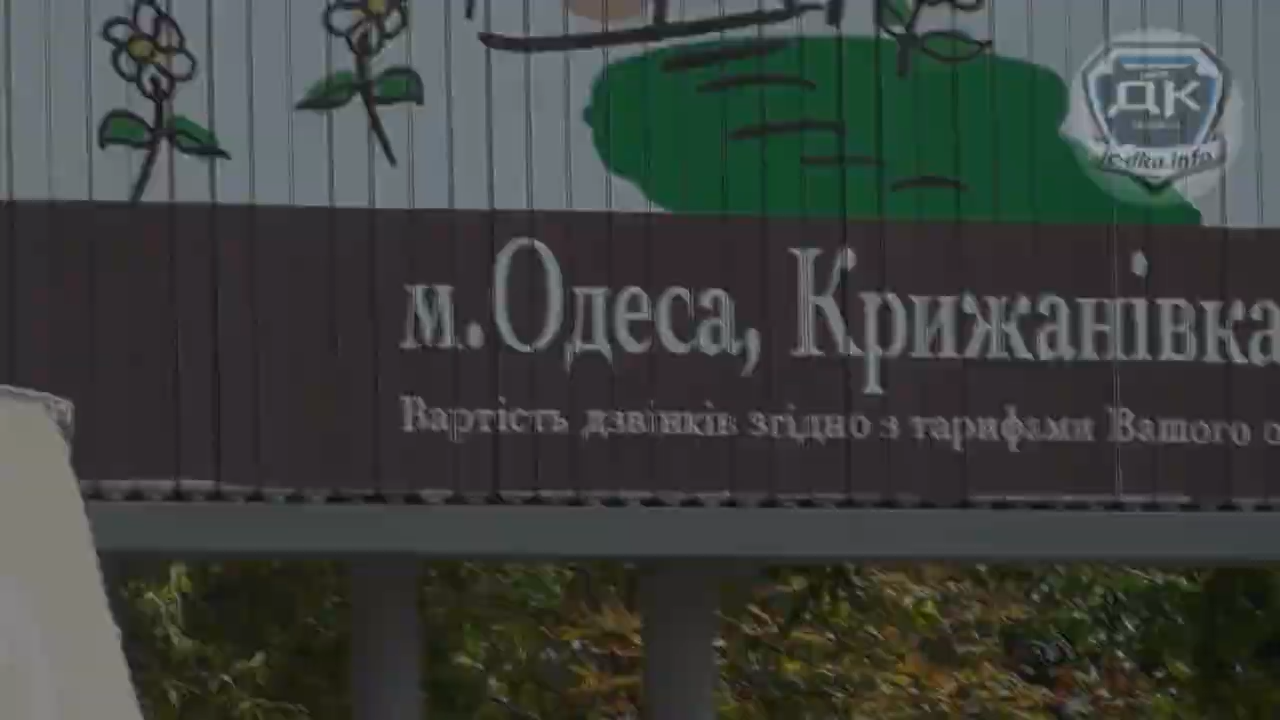 ДК
м.Одеса, Крижанівка
Вартість дзвінків згідно з тарифами Вашого